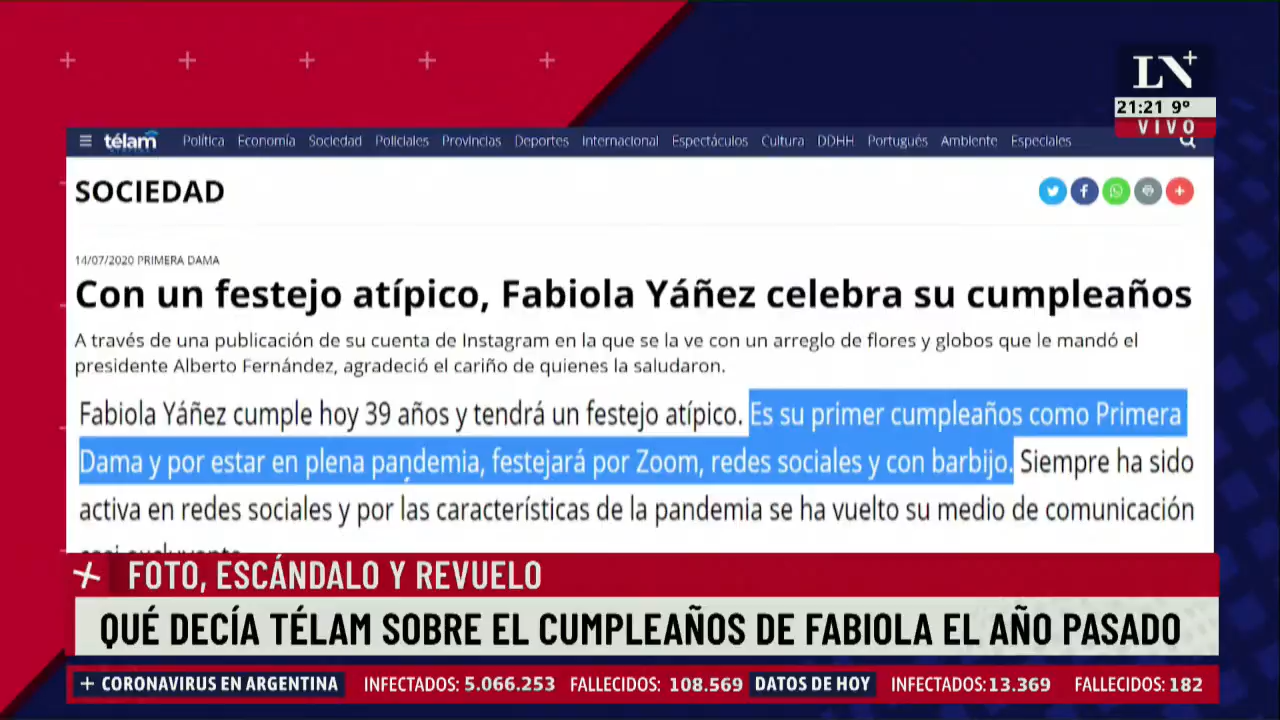 LN+
21:21 9°
VIVO
télam Política Economía Sociedad Policiales Provincias Deportes Internacional Espectáculos Cultura DDHH Portugués Ambiente Especiales
SOCIEDAD
14/07/2020 PRIMERA DAMA
Con un festejo atípico, Fabiola Yáñez celebra su cumpleaños
A través de una publicación de su cuenta de Instagram en la que se la ve con un arreglo de flores y globos que le mandó el
presidente Alberto Fernández, agradeció el cariño de quienes la saludaron.
Fabiola Yáñez cumple hoy 39 años y tendrá un festejo atípico. Es su primer cumpleaños como Primera
Dama y por estar en plena pandemia, festejará por Zoom, redes sociales y con barbijo. Siempre ha sido
activa en redes sociales y por las características de la pandemia se ha vuelto su medio de comunicación
FOTO, ESCÁNDALO Y REVUELO
QUÉ DECÍA TÉLAM SOBRE EL CUMPLEAÑOS DE FABIOLA EL AÑO PASADO
+ CORONAVIRUS EN ARGENTINA INFECTADOS: 5.066.253 FALLECIDOS: 108.569 DATOS DE HOY INFECTADOS: 13.369 FALLECIDOS: 182